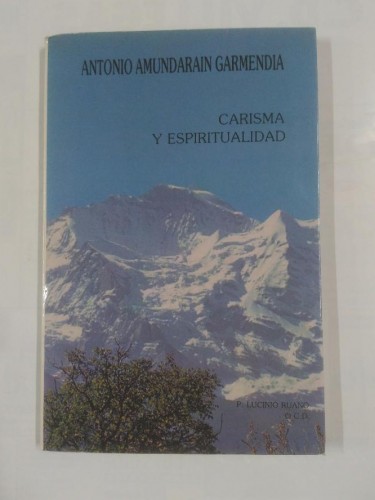 ANTONIO AMUNDARAIN GARMENDIA
CARISMA
Y ESPIRITUALIDAD
P. LUCINIO RUANO
O. C. D.